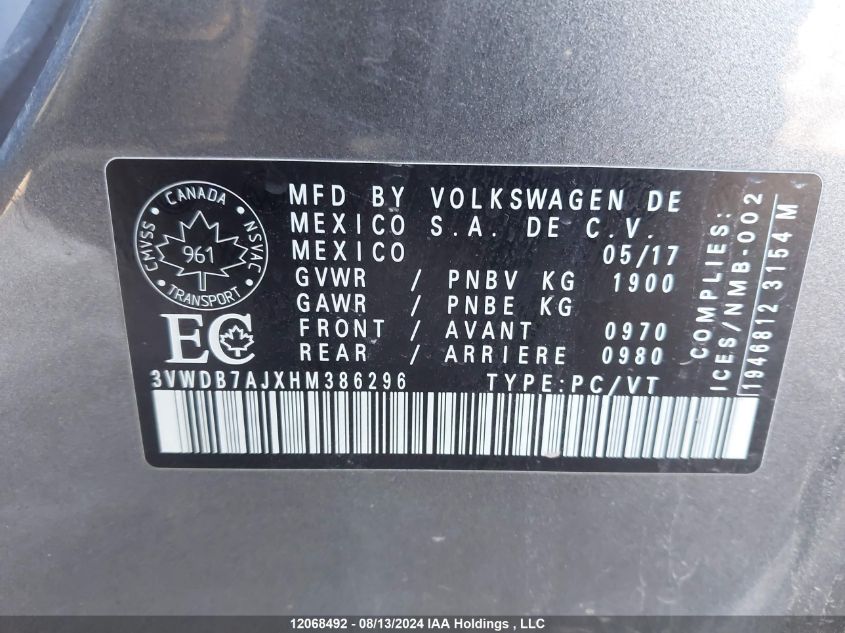 CANADA
CMVSS
NSVAC
961
TRANSPORT
EC
MFD BY VOLKSWAGEN DE
MEXICO S.A. DE C.V.
MEXICO 05/17
GVWR / PNBV KG 1900
GAWR / PNBE KG
FRONT / AVANT 0970
REAR / ARRIERE 0980
3VWDB7AJXHM386296 TYPE:PC/VT
COMPLIES:
ICES/NMB-002
1946812 3154 M
12068492 - 08/13/2024 IAA Holdings , LLC